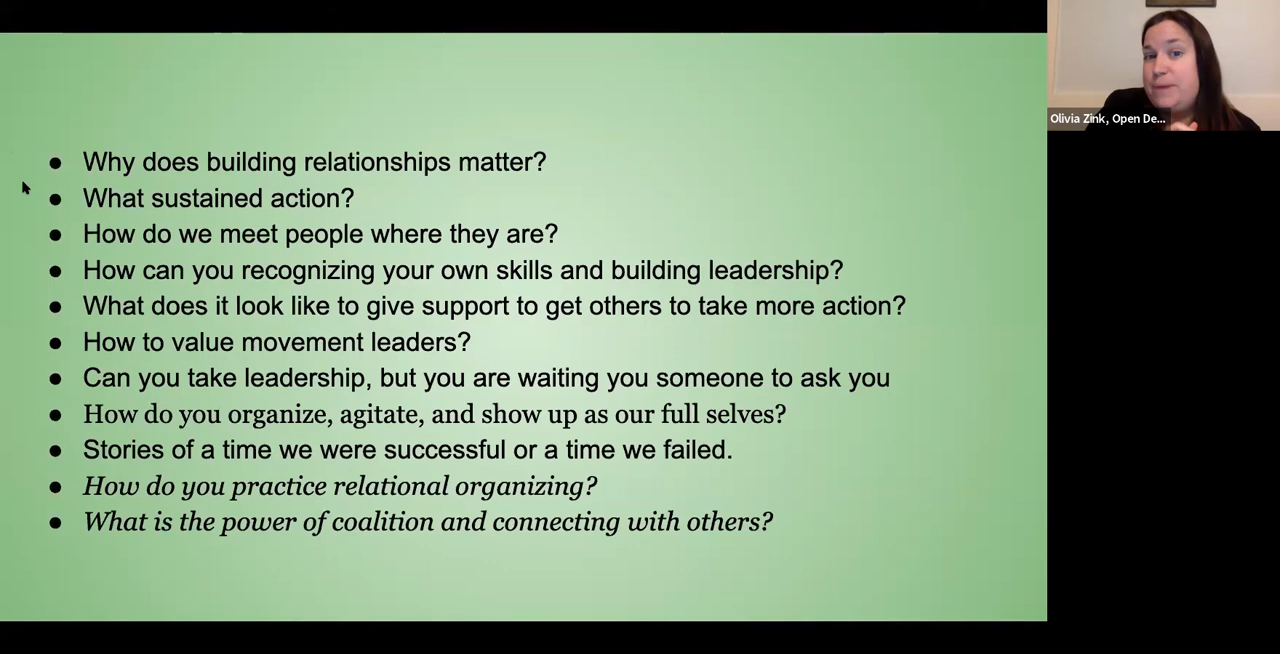 Olivia Zink, Open De...
● Why does building relationships matter?
● What sustained action?
● How do we meet people where they are?
● How can you recognizing your own skills and building leadership?
● What does it look like to give support to get others to take more action?
● How to value movement leaders?
● Can you take leadership, but you are waiting you someone to ask you
● How do you organize, agitate, and show up as our full selves?
● Stories of a time we were successful or a time we failed.
● How do you practice relational organizing?
● What is the power of coalition and connecting with others?